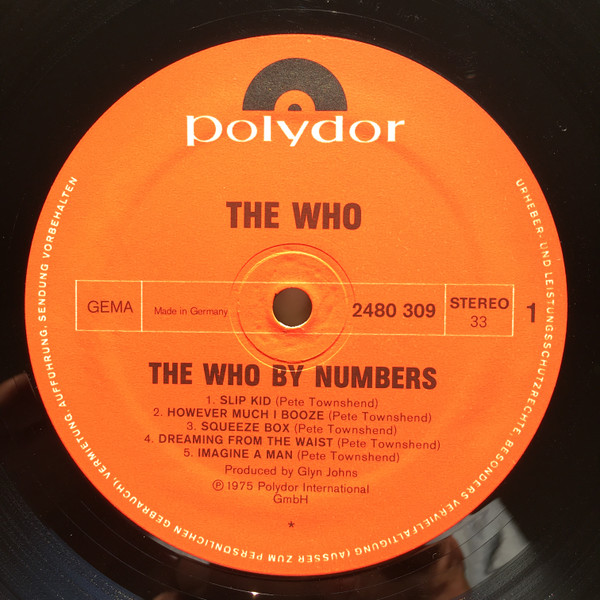 polydor
THE WHO
GEMA
Made in Germany
2480 309
STEREO
33
1
THE WHO BY NUMBERS
1. SLIP KID (Pete Townshend)
2. HOWEVER MUCH I BOOZE (Pete Townshend)
3. SQUEEZE BOX (Pete Townshend)
4. DREAMING FROM THE WAIST (Pete Townshend)
5. IMAGINE A MAN (Pete Townshend)
Produced by Glyn Johns
Ⓟ 1975 Polydor International
GmbH
*
URHEBER- UND LEISTUNGSSCHUTZRECHTE, BESONDERS VERVIELFÄLTIGUNG (AUSSER ZUM PERSÖNLICHEN GEBRAUCH), VERMIETUNG, AUFFÜHRUNG, SENDUNG VORBEHALTEN